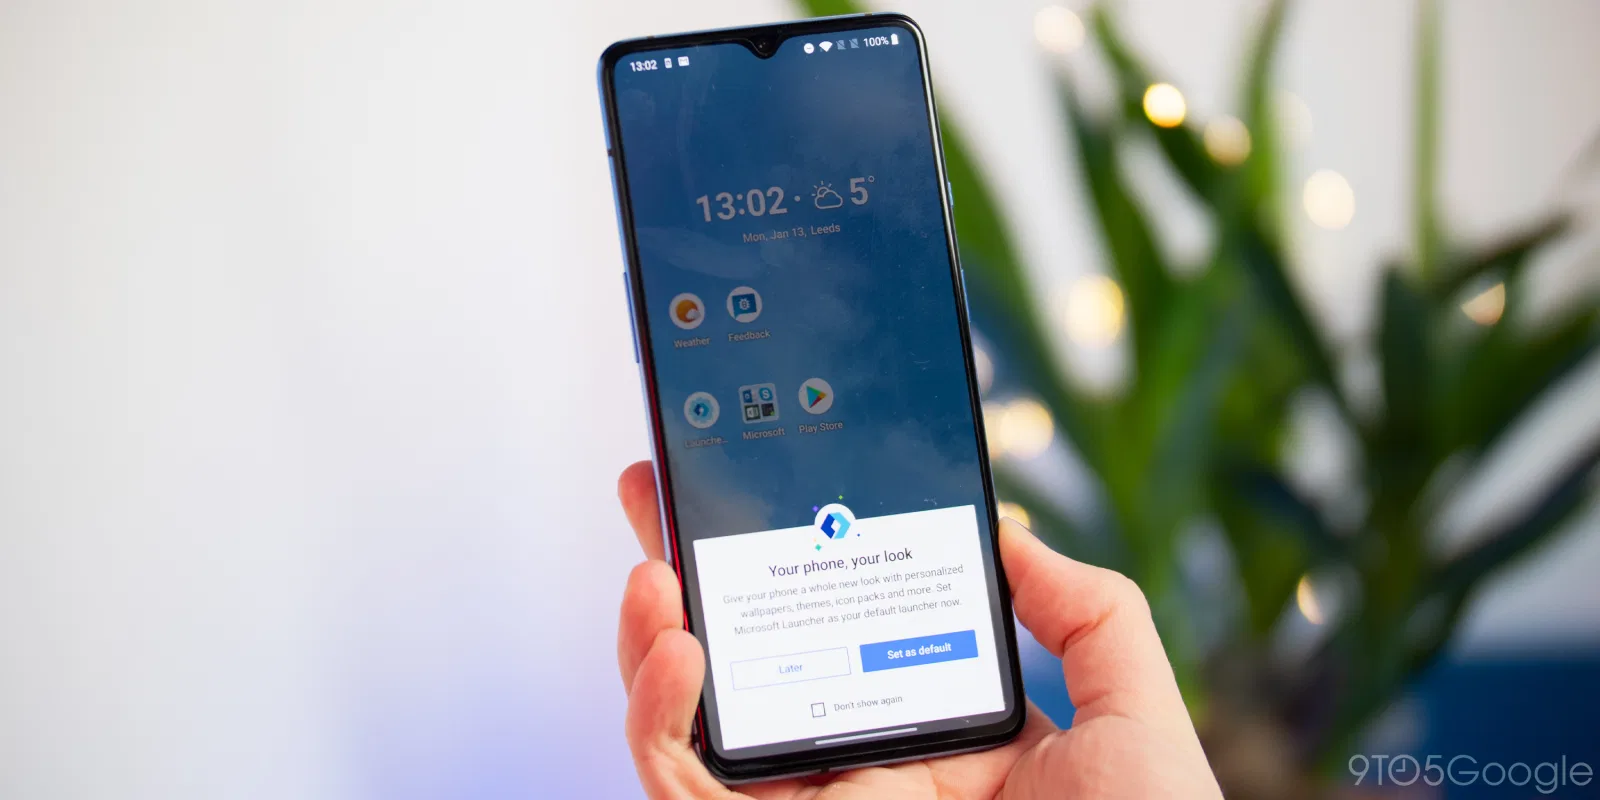 13:02 100%
13:02 · 5°
Mon, Jan 13, Leeds
Weather Feedback
Launche... Microsoft Play Store
Your phone, your look
Give your phone a whole new look with personalized
wallpapers, themes, icon packs and more. Set
Microsoft Launcher as your default launcher now.
Later Set as default
Don't show again
9TO5Google